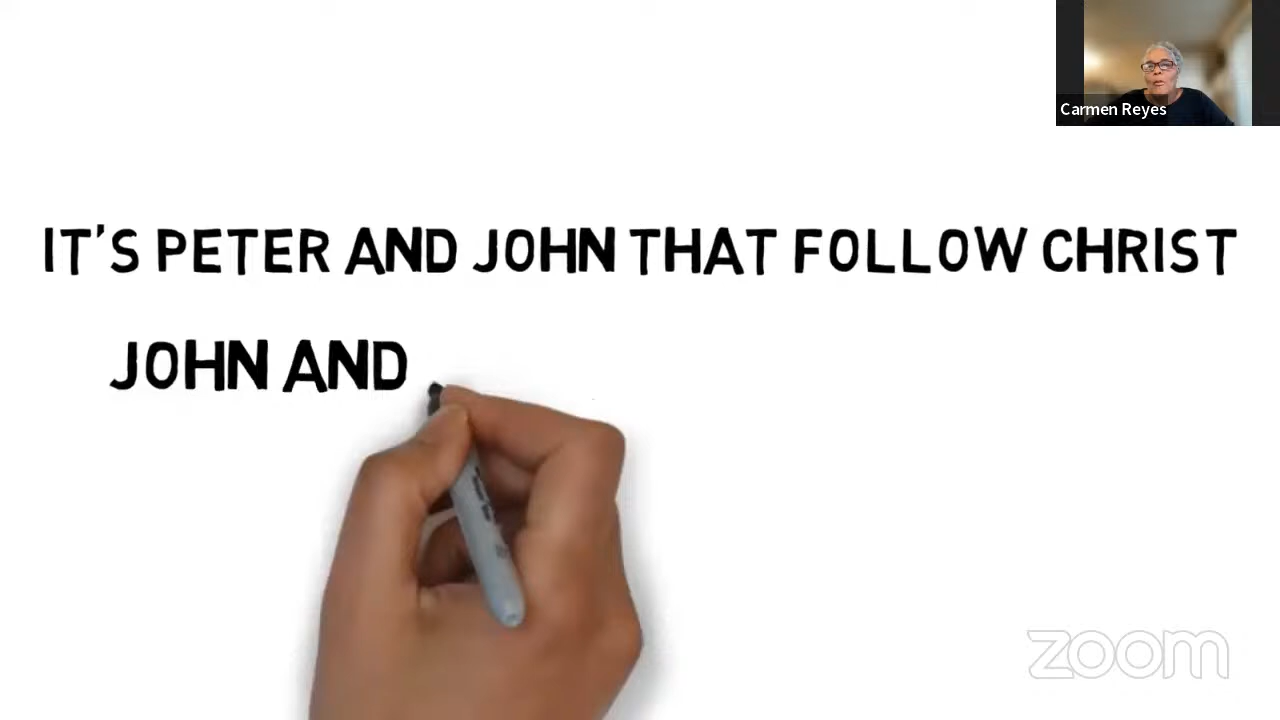 Carmen Reyes
IT'S PETER AND JOHN THAT FOLLOW CHRIST
JOHN AND
zoom